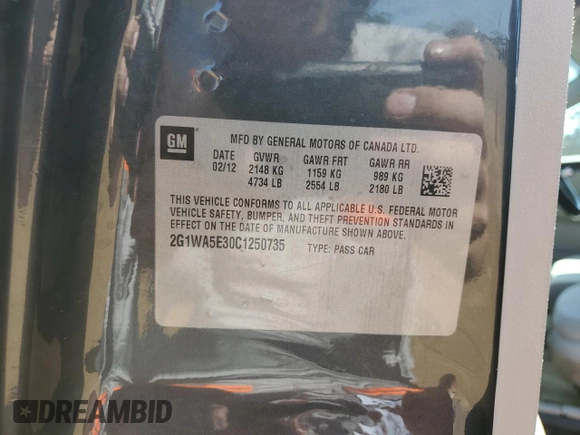 GM
MFD BY GENERAL MOTORS OF CANADA LTD.
DATE GVWR GAWR FRT GAWR RR
02/12 2148 KG 1159 KG 989 KG
4734 LB 2554 LB 2180 LB
THIS VEHICLE CONFORMS TO ALL APPLICABLE U.S. FEDERAL MOTOR
VEHICLE SAFETY, BUMPER, AND THEFT PREVENTION STANDARDS IN
EFFECT ON THE DATE OF MANUFACTURE SHOWN ABOVE.
2G1WA5E30C1250735 TYPE: PASS CAR
DREAMBID